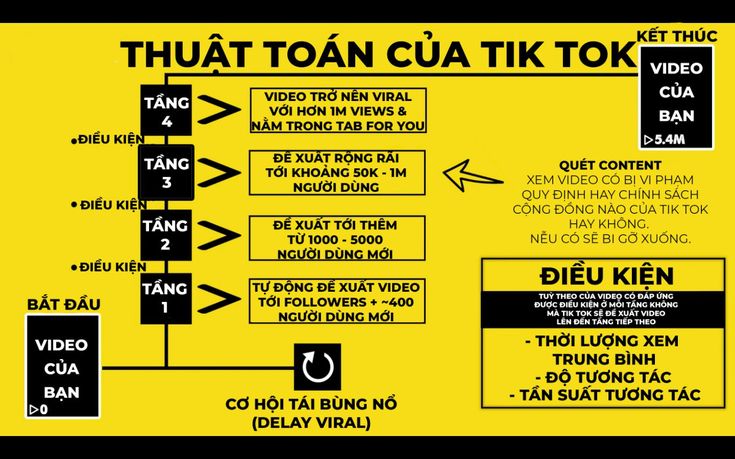 THUẬT TOÁN CỦA TIK TOK
KẾT THÚC
VIDEO
CỦA
BẠN
▷5.4M
TẦNG
4
VIDEO TRỞ NÊN VIRAL
VỚI HƠN 1M VIEWS &
NẰM TRONG TAB FOR YOU
•ĐIỀU KIỆN
TẦNG
3
ĐỀ XUẤT RỘNG RÃI
TỚI KHOẢNG 50K - 1M
NGƯỜI DÙNG
QUÉT CONTENT
XEM VIDEO CÓ BỊ VI PHẠM
QUY ĐỊNH HAY CHÍNH SÁCH
CỘNG ĐỒNG NÀO CỦA TIK TOK
HAY KHÔNG.
NẾU CÓ SẼ BỊ GỠ XUỐNG.
•ĐIỀU KIỆN
TẦNG
2
ĐỀ XUẤT TỚI THÊM
TỪ 1000 - 5000
NGƯỜI DÙNG MỚI
•ĐIỀU KIỆN
TẦNG
1
TỰ ĐỘNG ĐỀ XUẤT VIDEO
TỚI FOLLOWERS + ~400
NGƯỜI DÙNG MỚI
BẮT ĐẦU
VIDEO
CỦA
BẠN
▷0
CƠ HỘI TÁI BÙNG NỔ
(DELAY VIRAL)
ĐIỀU KIỆN
TUỲ THEO CỦA VIDEO CÓ ĐÁP ỨNG
ĐƯỢC ĐIỀU KIỆN Ở MỖI TẦNG KHÔNG
MÀ TIK TOK SẼ ĐỀ XUẤT VIDEO
LÊN ĐẾN TẦNG TIẾP THEO
- THỜI LƯỢNG XEM
TRUNG BÌNH
- ĐỘ TƯƠNG TÁC
- TẦN SUẤT TƯƠNG TÁC